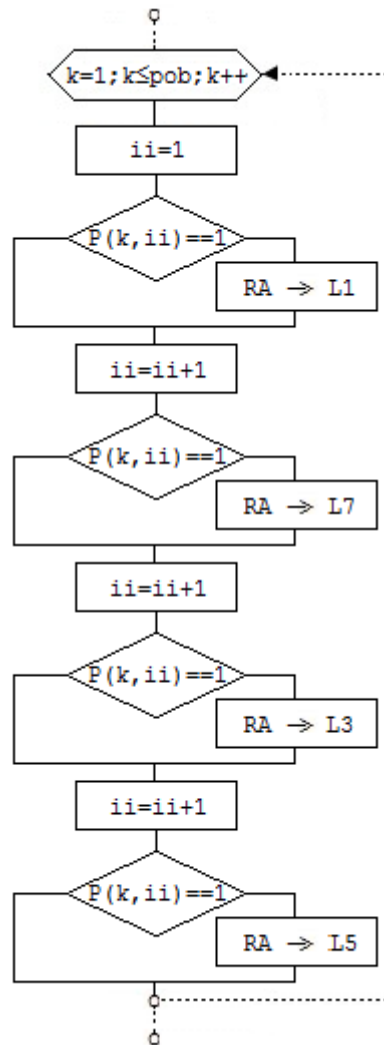 k=1;k≤pob;k++
ii=1
P(k,ii)==1
RA → L1
ii=ii+1
P(k,ii)==1
RA → L7
ii=ii+1
P(k,ii)==1
RA → L3
ii=ii+1
P(k,ii)==1
RA → L5